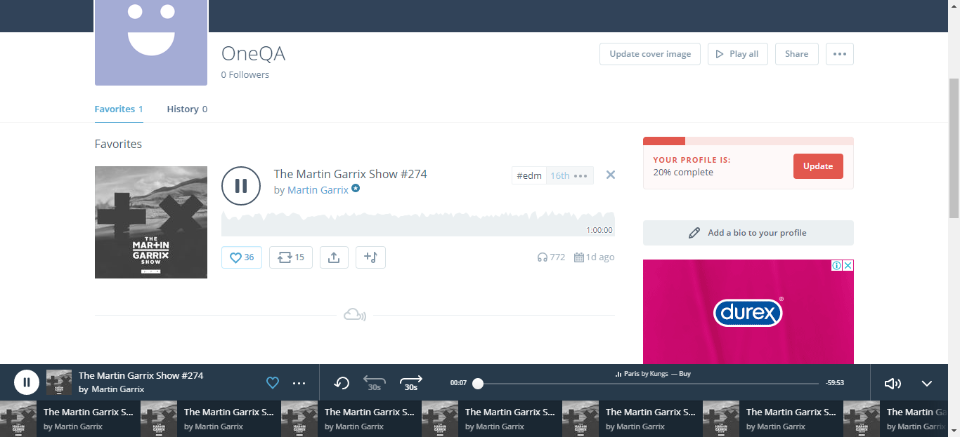 OneQA
0 Followers
Update cover image
Play all
Share
Favorites 1
History 0
Favorites
THE
MARTIN
GARRIX
SHOW
The Martin Garrix Show #274
by Martin Garrix
#edm 16th
1:00:00
36
15
772
1d ago
YOUR PROFILE IS:
20% complete
Update
Add a bio to your profile
durex
The Martin Garrix Show #274
by Martin Garrix
30s
30s
00:07
Paris by Kungs — Buy
-59:53
The Martin Garrix S...
by Martin Garrix
The Martin Garrix S...
by Martin Garrix
The Martin Garrix S...
by Martin Garrix
The Martin Garrix S...
by Martin Garrix
The Martin Garrix S...
by Martin Garrix
The Martin Garrix S...
by Martin Garrix
The Martin G
by Martin Garrix